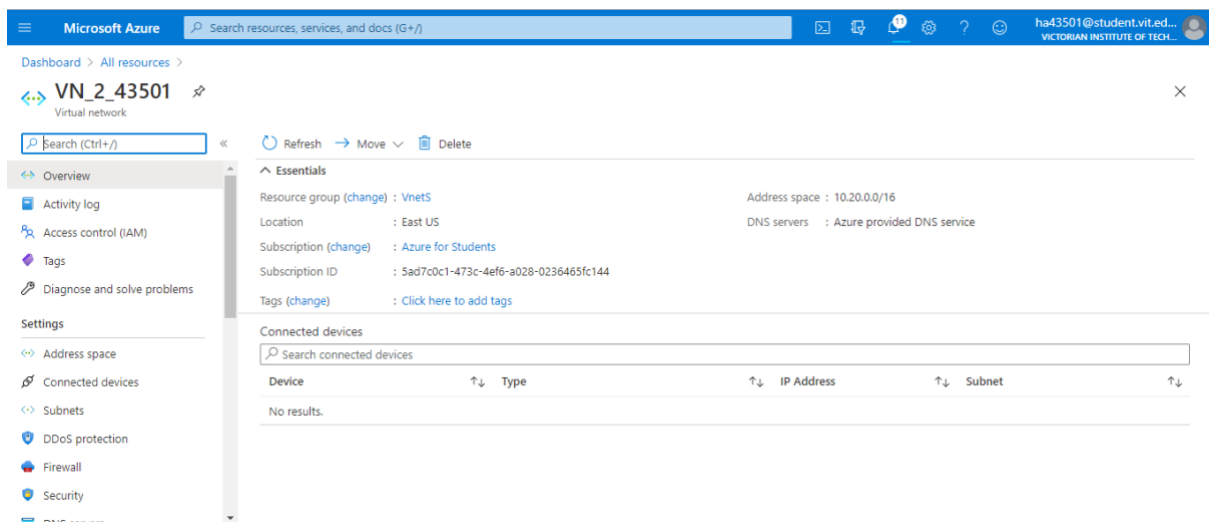 Microsoft Azure
Search resources, services, and docs (G+/)
11
ha43501@student.vit.ed...
VICTORIAN INSTITUTE OF TECH...
Dashboard > All resources >
VN_2_43501
Virtual network
Search (Ctrl+/)
«
Refresh
Move
Delete
Overview
Activity log
Access control (IAM)
Tags
Diagnose and solve problems
Settings
Address space
Connected devices
Subnets
DDoS protection
Firewall
Security
DNS servers
Essentials
Resource group (change) : VnetS
Location : East US
Subscription (change) : Azure for Students
Subscription ID : 5ad7c0c1-473c-4ef6-a028-0236465fc144
Tags (change) : Click here to add tags
Address space : 10.20.0.0/16
DNS servers : Azure provided DNS service
Connected devices
Search connected devices
Device Type IP Address Subnet
No results.